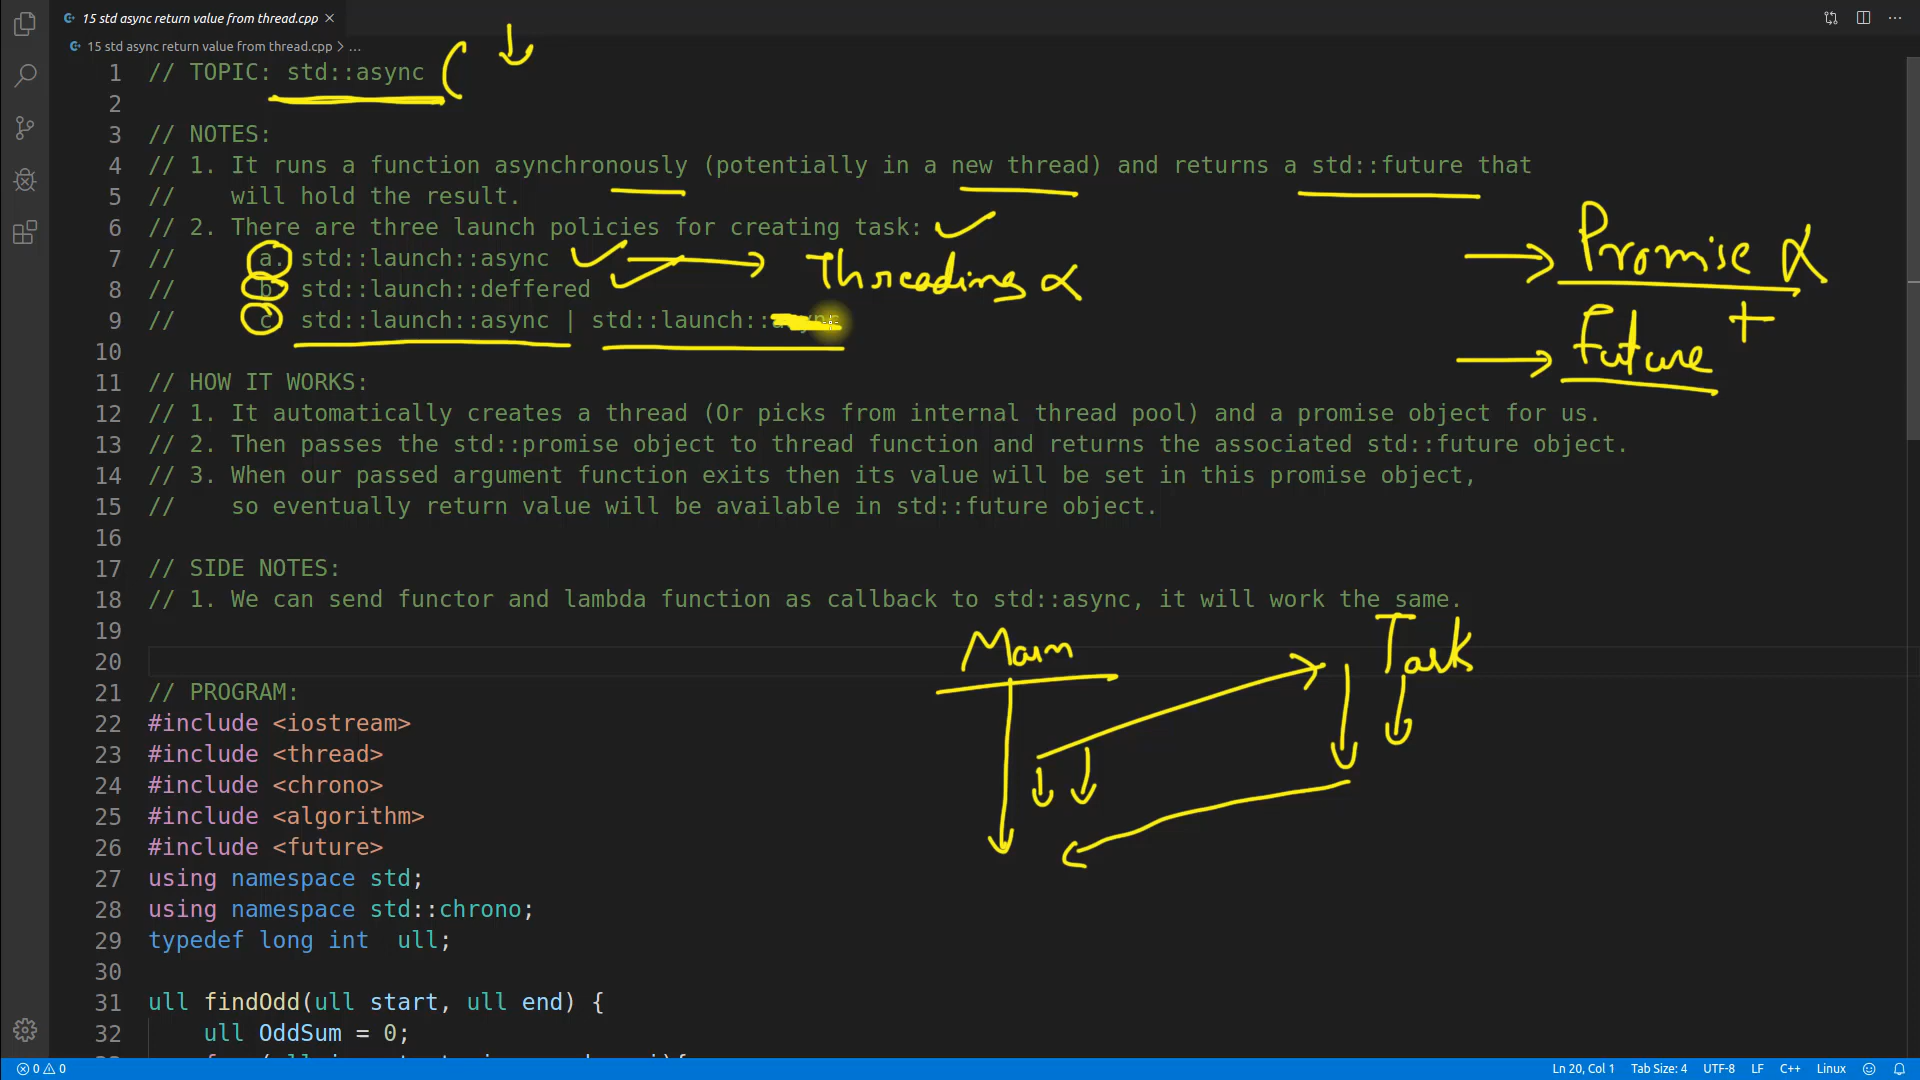 15 std async return value from thread.cpp ×
15 std async return value from thread.cpp > ...
1 // TOPIC: std::async (
2
3 // NOTES:
4 // 1. It runs a function asynchronously (potentially in a new thread) and returns a std::future that
5 //    will hold the result.
6 // 2. There are three launch policies for creating task:
7 //      a. std::launch::async
8 //      b  std::launch::deffered
9 //      c  std::launch::async | std::launch::async
Threading
Promise
Future +
10
11 // HOW IT WORKS:
12 // 1. It automatically creates a thread (Or picks from internal thread pool) and a promise object for us.
13 // 2. Then passes the std::promise object to thread function and returns the associated std::future object.
14 // 3. When our passed argument function exits then its value will be set in this promise object,
15 //    so eventually return value will be available in std::future object.
16
17 // SIDE NOTES:
18 // 1. We can send functor and lambda function as callback to std::async, it will work the same.
19
Main
Task
20
21 // PROGRAM:
22 #include <iostream>
23 #include <thread>
24 #include <chrono>
25 #include <algorithm>
26 #include <future>
27 using namespace std;
28 using namespace std::chrono;
29 typedef long int  ull;
30
31 ull findOdd(ull start, ull end) {
32     ull OddSum = 0;
0 0
Ln 20, Col 1 Tab Size: 4 UTF-8 LF C++ Linux